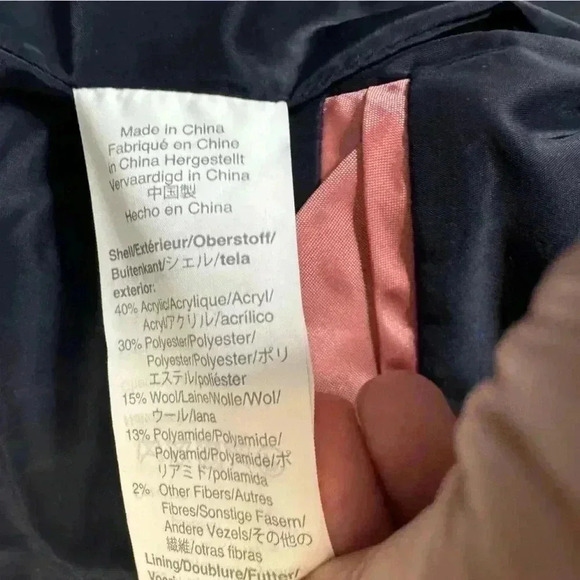 Made in China
Fabriqué en Chine
in China Hergestellt
Vervaardigd in China
中国製
Hecho en China
Shell/Extérieur/Oberstoff/
Buitenkant/シェル/tela
exterior:
40% Acrylic/Acrylique/Acryl/
Acryl/アクリル/acrílico
30% Polyester/Polyester/
Polyester/Polyester/ポリ
エステル/poliéster
15% Wool/Laine/Wolle/Wol/
ウール/lana
13% Polyamide/Polyamide/
Polyamid/Polyamide/ポ
リアミド/poliamida
2% Other Fibers/Autres
Fibres/Sonstige Fasern/
Andere Vezels/その他の
繊維/otras fibras
Lining/Doublure/Futter/